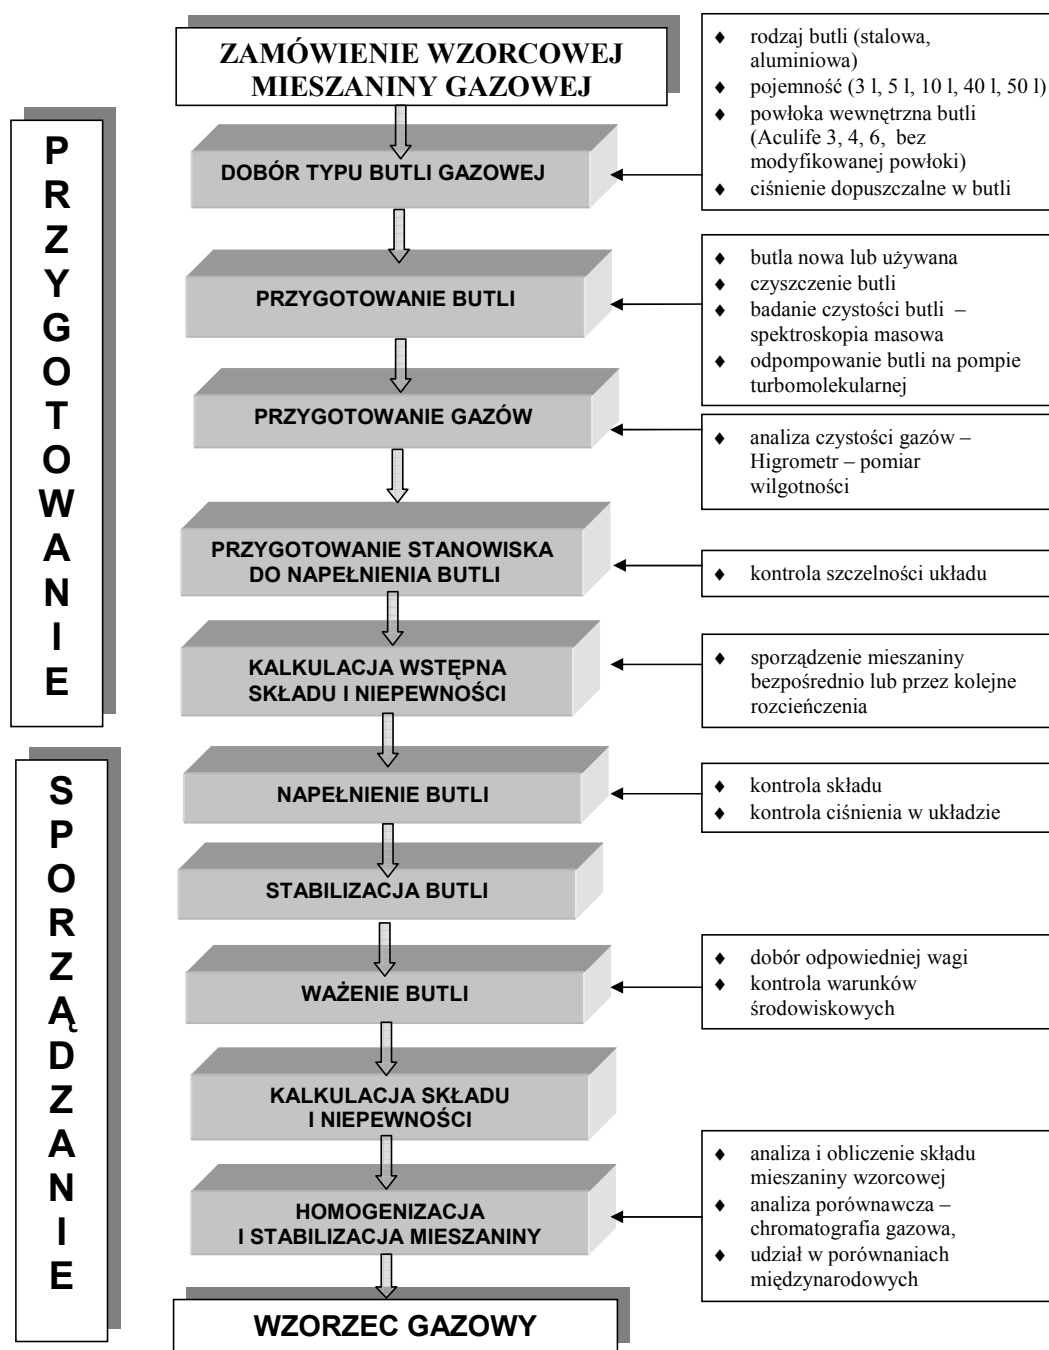 ZAMÓWIENIE WZORCOWEJ
MIESZANINY GAZOWEJ
♦ rodzaj butli (stalowa,
aluminiowa)
♦ pojemność (3 l, 5 l, 10 l, 40 l, 50 l)
♦ powłoka wewnętrzna butli
(Aculife 3, 4, 6, bez
modyfikowanej powłoki)
♦ ciśnienie dopuszczalne w butli
PRZYGOTOWANIE
DOBÓR TYPU BUTLI GAZOWEJ
PRZYGOTOWANIE BUTLI
♦ butla nowa lub używana
♦ czyszczenie butli
♦ badanie czystości butli –
spektroskopia masowa
♦ odpompowanie butli na pompie
turbomolekularnej
PRZYGOTOWANIE GAZÓW
♦ analiza czystości gazów –
Higrometr – pomiar
wilgotności
PRZYGOTOWANIE STANOWISKA
DO NAPEŁNIENIA BUTLI
♦ kontrola szczelności układu
KALKULACJA WSTĘPNA
SKŁADU I NIEPEWNOŚCI
♦ sporządzenie mieszaniny
bezpośrednio lub przez kolejne
rozcieńczenia
SPORZĄDZANIE
NAPEŁNIENIE BUTLI
♦ kontrola składu
♦ kontrola ciśnienia w układzie
STABILIZACJA BUTLI
WAŻENIE BUTLI
♦ dobór odpowiedniej wagi
♦ kontrola warunków
środowiskowych
KALKULACJA SKŁADU
I NIEPEWNOŚCI
HOMOGENIZACJA
I STABILIZACJA MIESZANINY
♦ analiza i obliczenie składu
mieszaniny wzorcowej
♦ analiza porównawcza –
chromatografia gazowa,
♦ udział w porównaniach
międzynarodowych
WZORZEC GAZOWY